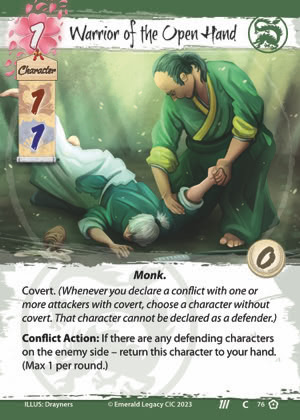 1
Warrior of the Open Hand
Character
1
1
0
Monk.
Covert. (Whenever you declare a conflict with one or
more attackers with covert, choose a character without
covert. That character cannot be declared as a defender.)
Conflict Action: If there are any defending characters
on the enemy side – return this character to your hand.
(Max 1 per round.)
ILLUS: Drayners © Emerald Legacy CIC 2023 C 76